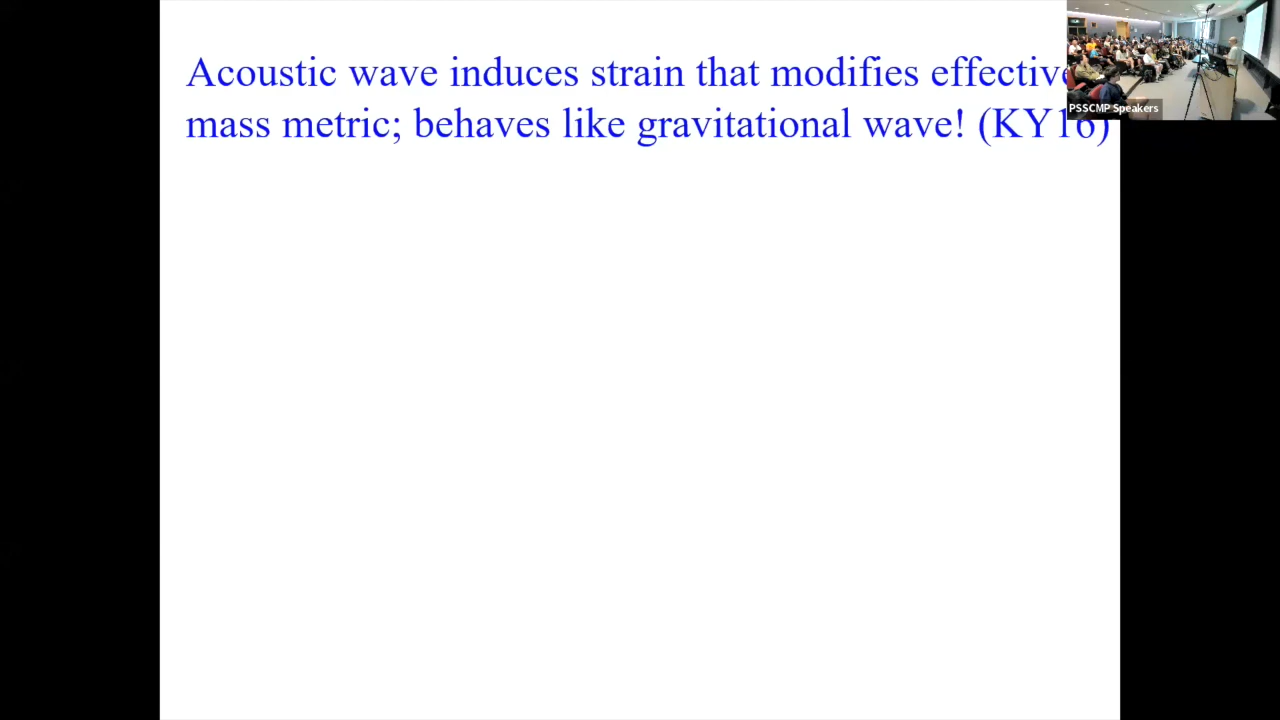 Acoustic wave induces strain that modifies effective
mass metric; behaves like gravitational wave! (KY16)
PSSCMP Speakers